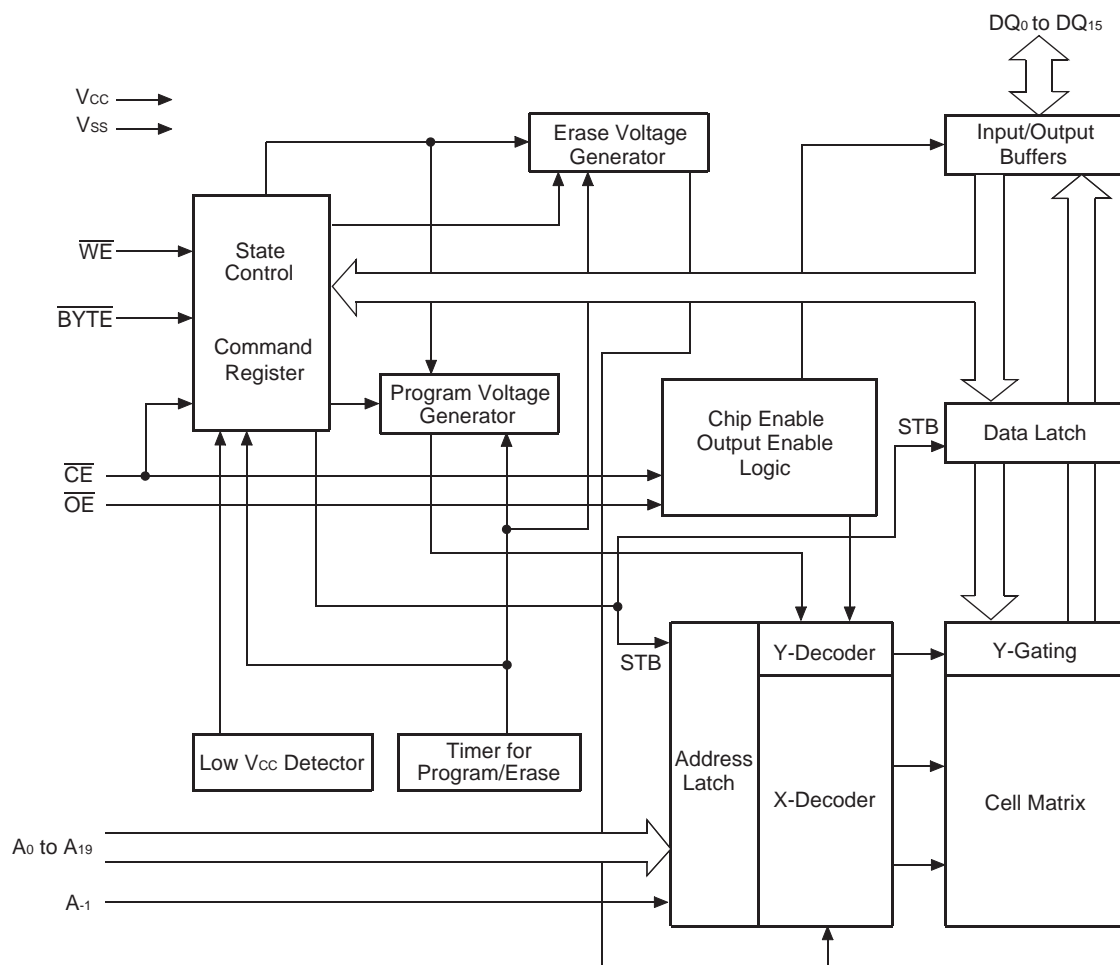 DQ0 to DQ15
VCC
VSS
Erase Voltage
Generator
Input/Output
Buffers
WE
State
Control
BYTE
Command
Register
Program Voltage
Generator
Chip Enable
Output Enable
Logic
STB
Data Latch
CE
OE
STB
Y-Decoder
Y-Gating
Low VCC Detector
Timer for
Program/Erase
Address
Latch
X-Decoder
Cell Matrix
A0 to A19
A-1